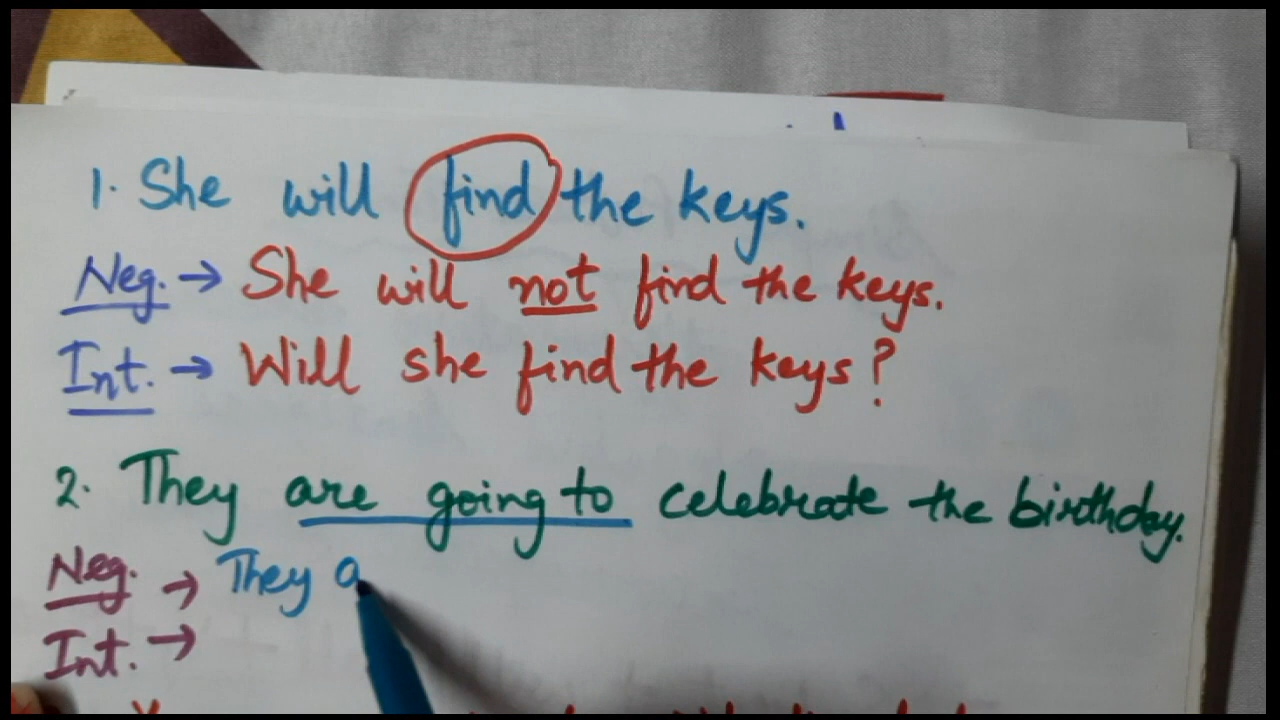 1. She will find the keys.
Neg. → She will not find the keys.
Int. → Will she find the keys?
2. They are going to celebrate the birthday.
Neg. → They a
Int. →